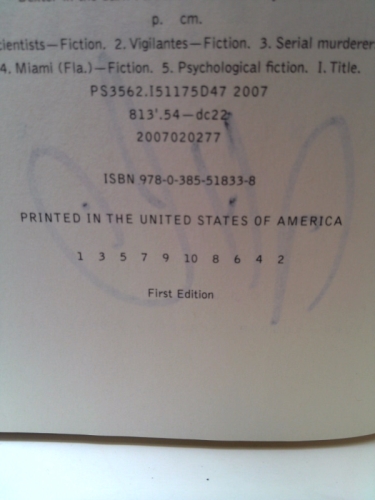 p. cm.
cientists—Fiction. 2. Vigilantes—Fiction. 3. Serial murderer
4. Miami (Fla.)—Fiction. 5. Psychological fiction. I. Title.
PS3562.I51175D47 2007
813'.54—dc22
2007020277
ISBN 978-0-385-51833-8
PRINTED IN THE UNITED STATES OF AMERICA
1 3 5 7 9 10 8 6 4 2
First Edition